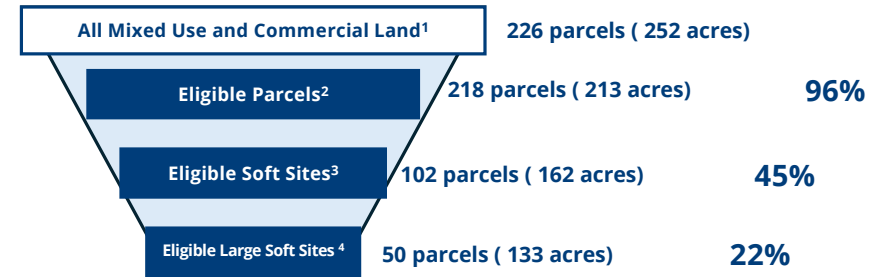 All Mixed Use and Commercial Land¹ 226 parcels ( 252 acres)
Eligible Parcels² 218 parcels ( 213 acres) 96%
Eligible Soft Sites³ 102 parcels ( 162 acres) 45%
Eligible Large Soft Sites ⁴ 50 parcels ( 133 acres) 22%